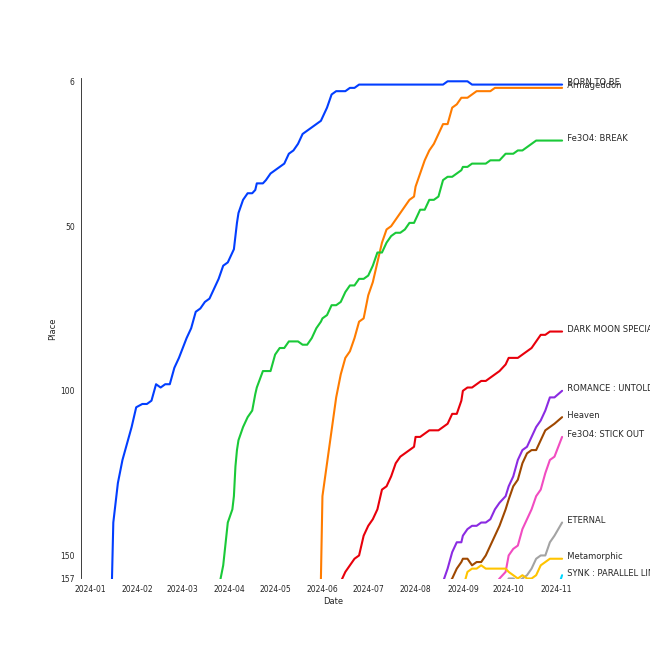 6
50
100
150
157
Place
2024-01 2024-02 2024-03 2024-04 2024-05 2024-06 2024-07 2024-08 2024-09 2024-10 2024-11
Date
BORN TO BE
Armageddon
Fe3O4: BREAK
DARK MOON SPECIA
ROMANCE : UNTOLD
Heaven
Fe3O4: STICK OUT
ETERNAL
Metamorphic
SYNK : PARALLEL LIN